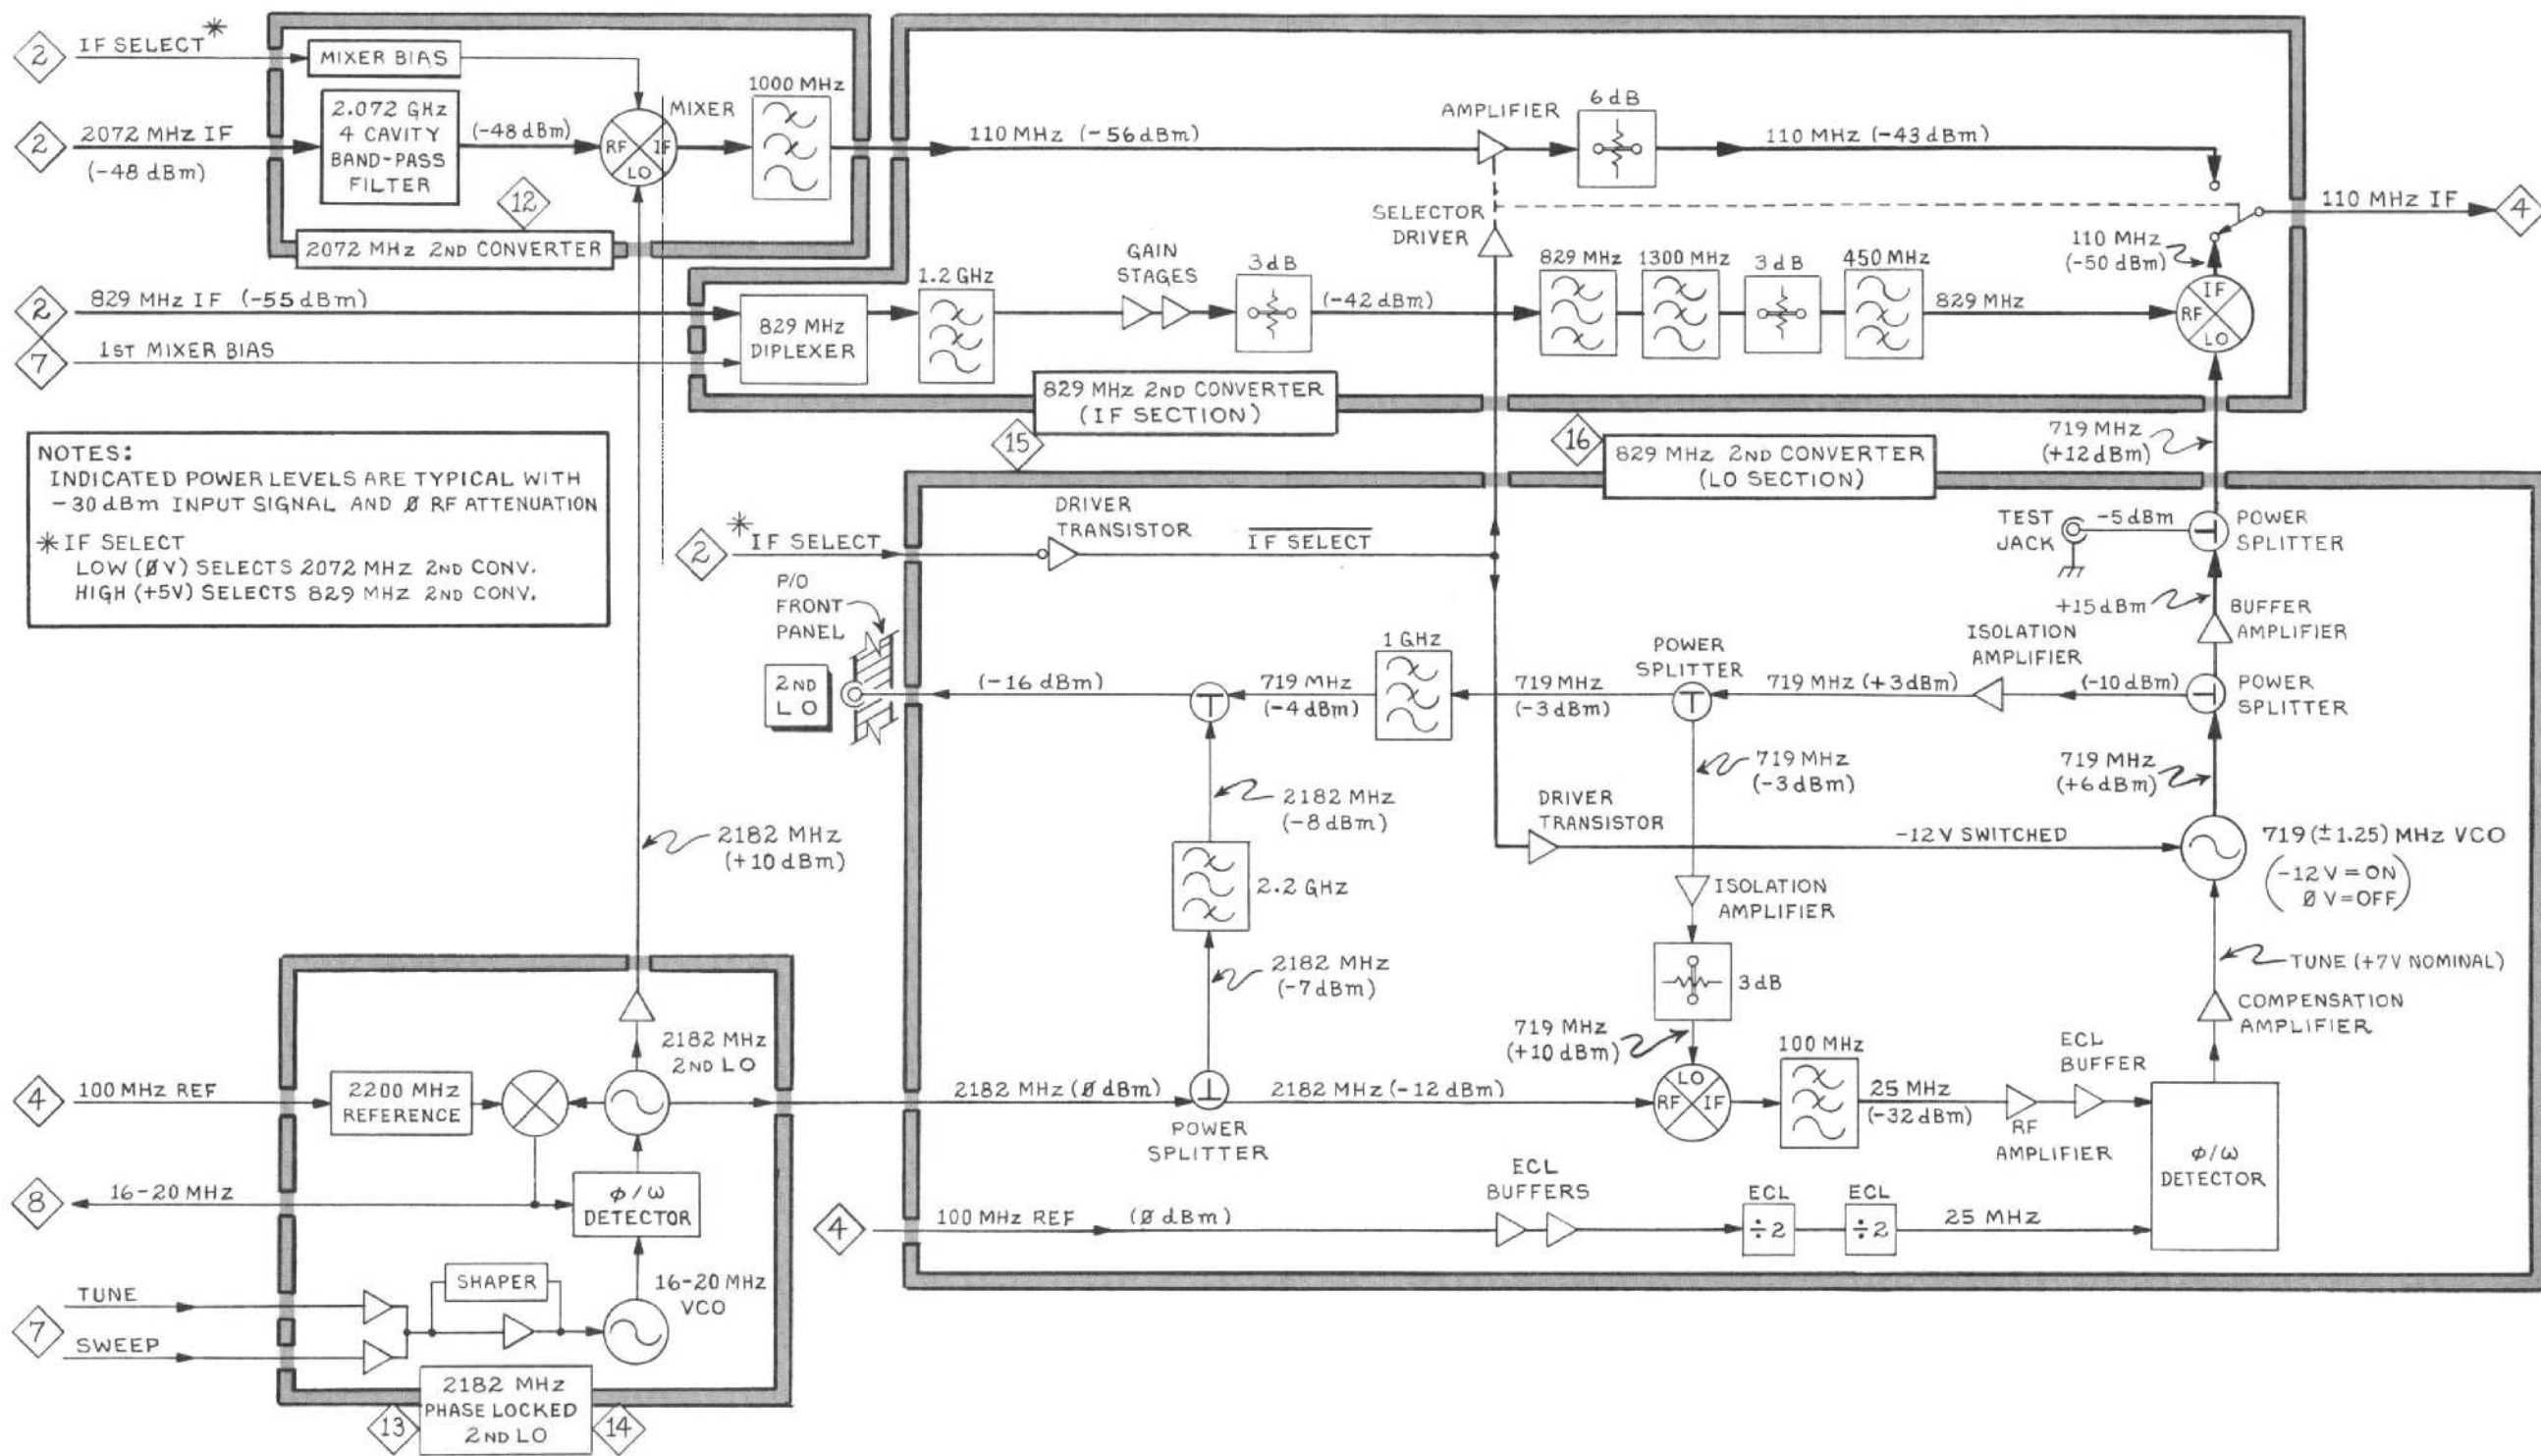 2
IF SELECT*
MIXER BIAS
2
2072 MHz IF
(-48 dBm)
2.072 GHz
4 CAVITY
BAND-PASS
FILTER
(-48 dBm)
RF
IF
LO
MIXER
1000 MHz
12
2072 MHz 2ND CONVERTER
110 MHz (-56 dBm)
AMPLIFIER
6 dB
110 MHz (-43 dBm)
SELECTOR
DRIVER
110 MHz IF
4
110 MHz
(-50 dBm)
2
829 MHz IF (-55 dBm)
7
1ST MIXER BIAS
829 MHz
DIPLEXER
1.2 GHz
GAIN
STAGES
3 dB
(-42 dBm)
829 MHz
1300 MHz
3 dB
450 MHz
829 MHz
IF
RF
LO
15
829 MHz 2ND CONVERTER
(IF SECTION)
16
829 MHz 2ND CONVERTER
(LO SECTION)
719 MHz
(+12 dBm)
NOTES:
INDICATED POWER LEVELS ARE TYPICAL WITH
-30 dBm INPUT SIGNAL AND Ø RF ATTENUATION
*IF SELECT
LOW (ØV) SELECTS 2072 MHz 2ND CONV.
HIGH (+5V) SELECTS 829 MHz 2ND CONV.
2
*IF SELECT
DRIVER
TRANSISTOR
IF SELECT
TEST
JACK
-5 dBm
POWER
SPLITTER
+15 dBm
BUFFER
AMPLIFIER
P/O
FRONT
PANEL
2ND
LO
(-16 dBm)
719 MHz
(-4 dBm)
1 GHz
719 MHz
(-3 dBm)
POWER
SPLITTER
719 MHz (+3 dBm)
ISOLATION
AMPLIFIER
(-10 dBm)
POWER
SPLITTER
719 MHz
(-3 dBm)
719 MHz
(+6 dBm)
2182 MHz
(-8 dBm)
DRIVER
TRANSISTOR
-12 V SWITCHED
719 (±1.25) MHz VCO
(-12 V = ON
Ø V = OFF)
2182 MHz
(+10 dBm)
2.2 GHz
ISOLATION
AMPLIFIER
2182 MHz
(-7 dBm)
3 dB
TUNE (+7V NOMINAL)
COMPENSATION
AMPLIFIER
719 MHz
(+10 dBm)
100 MHz
ECL
BUFFER
2182 MHz
2ND LO
4
100 MHz REF
2200 MHz
REFERENCE
2182 MHz (Ø dBm)
POWER
SPLITTER
2182 MHz (-12 dBm)
LO
RF
IF
25 MHz
(-32 dBm)
RF
AMPLIFIER
ϕ/ω
DETECTOR
8
16-20 MHz
ϕ/ω
DETECTOR
4
100 MHz REF
(Ø dBm)
ECL
BUFFERS
ECL
÷2
ECL
÷2
25 MHz
7
TUNE
SWEEP
SHAPER
16-20 MHz
VCO
13
2182 MHz
PHASE LOCKED
2ND LO
14